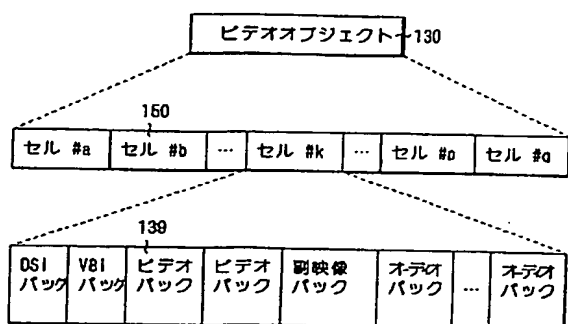 ビデオオブジェクト 130
150
セル #a セル #b … セル #k … セル #p セル #q
139
DSi VBi ビデオ ビデオ 副映像 オーディオ オーディオ
パック パック パック パック パック パック … パック